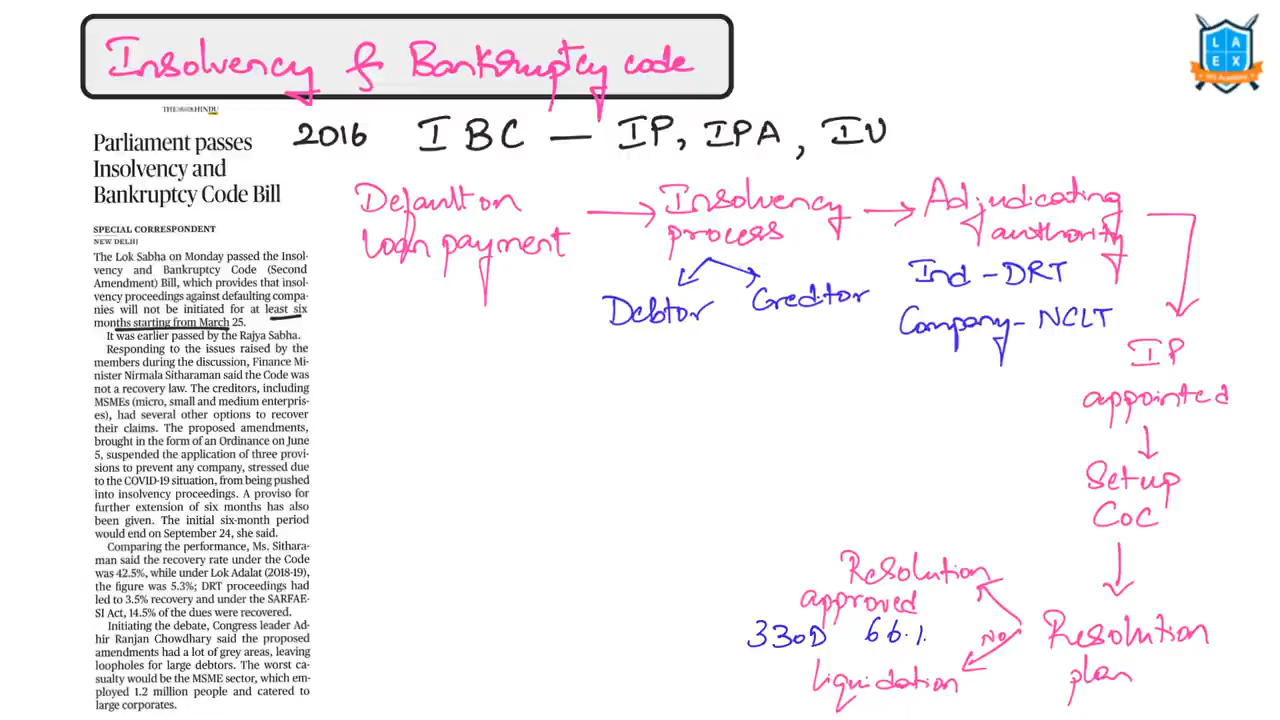 Insolvency & Bankruptcy code
L A
E X
THE HINDU
Parliament passes
Insolvency and
Bankruptcy Code Bill
SPECIAL CORRESPONDENT
NEW DELHI
The Lok Sabha on Monday passed the Insol-
vency and Bankruptcy Code (Second
Amendment) Bill, which provides that insol-
vency proceedings against defaulting compa-
nies will not be initiated for at least six
months starting from March 25.
It was earlier passed by the Rajya Sabha.
Responding to the issues raised by the
members during the discussion, Finance Mi-
nister Nirmala Sitharaman said the Code was
not a recovery law. The creditors, including
MSMEs (micro, small and medium enterpris-
es), had several other options to recover
their claims. The proposed amendments,
brought in the form of an Ordinance on June
5, suspended the application of three provi-
sions to prevent any company, stressed due
to the COVID-19 situation, from being pushed
into insolvency proceedings. A proviso for
further extension of six months has also
been given. The initial six-month period
would end on September 24, she said.
Comparing the performance, Ms. Sithara-
man said the recovery rate under the Code
was 42.5%, while under Lok Adalat (2018-19),
the figure was 5.3%; DRT proceedings had
led to 3.5% recovery and under the SARFAE-
SI Act, 14.5% of the dues were recovered.
Initiating the debate, Congress leader Ad-
hir Ranjan Chowdhary said the proposed
amendments had a lot of grey areas, leaving
loopholes for large debtors. The worst ca-
sualty would be the MSME sector, which em-
ployed 1.2 million people and catered to
large corporates.
2016 IBC — IP, IPA, IU
Default on
loan payment
Insolvency
process
Debtor
Creditor
Adjudicating
authority
Ind - DRT
Company - NCLT
IP
appointed
Setup
CoC
Resolution
plan
Resolution
approved
330D 66%
No
liquidation